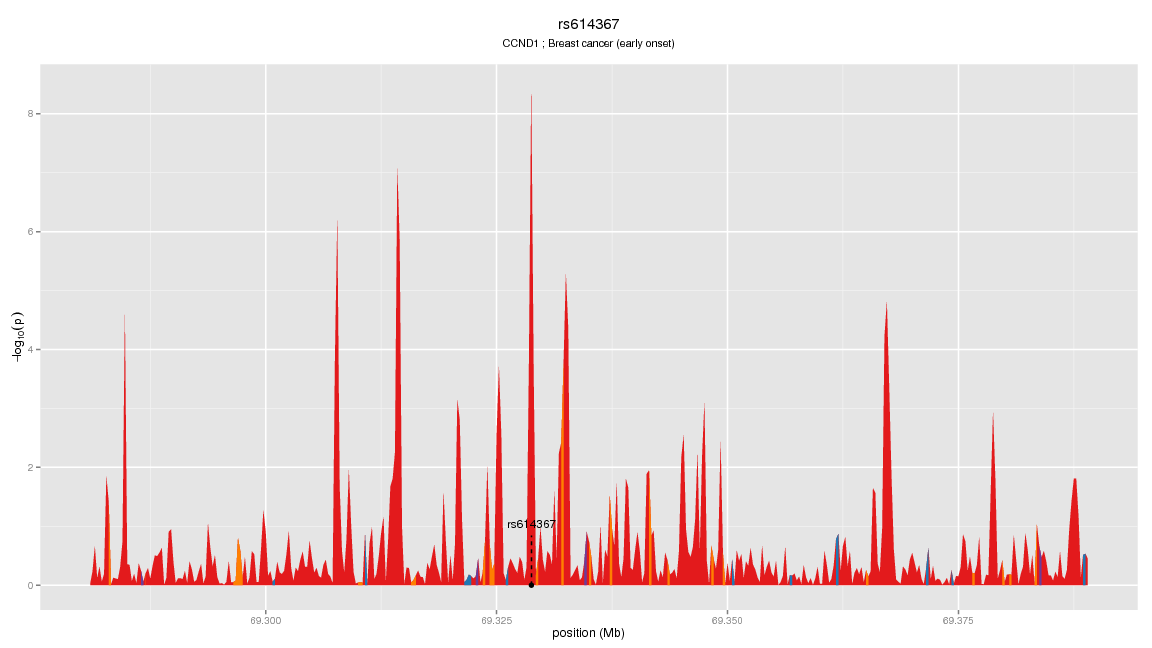 rs614367
CCND1 ; Breast cancer (early onset)
−log10(p)
8
6
4
2
0
rs614367
69.300
69.325
69.350
69.375
position (Mb)